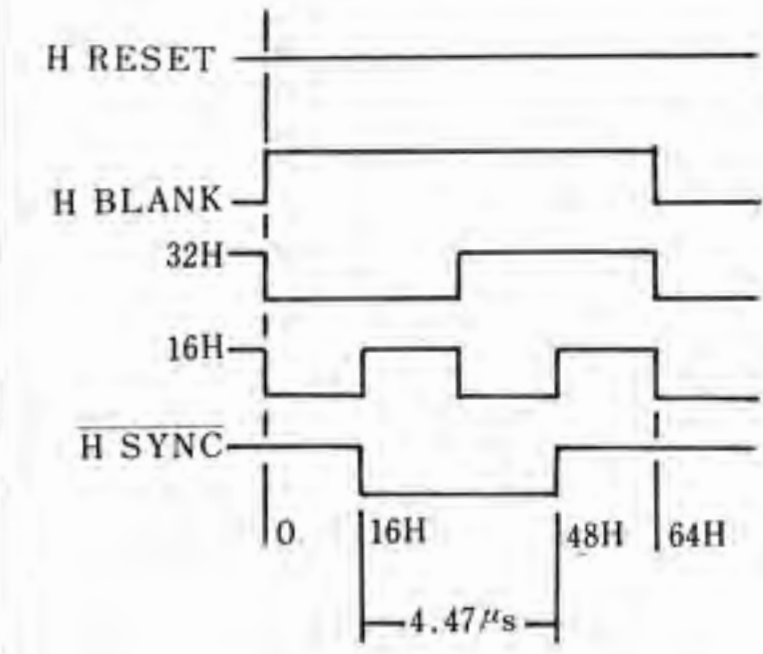 H RESET
H BLANK
32H
16H
H SYNC
0 16H 48H 64H
4.47μs